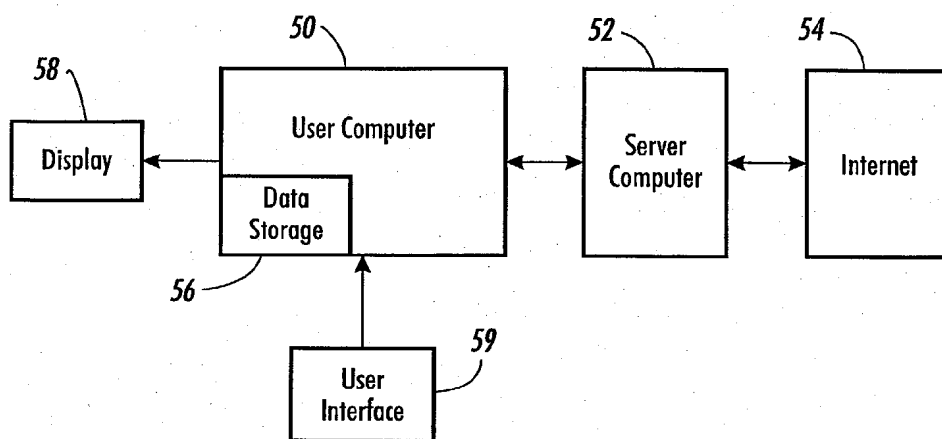 50
52
54
58
User Computer
Display
Server
Computer
Internet
Data
Storage
56
59
User
Interface